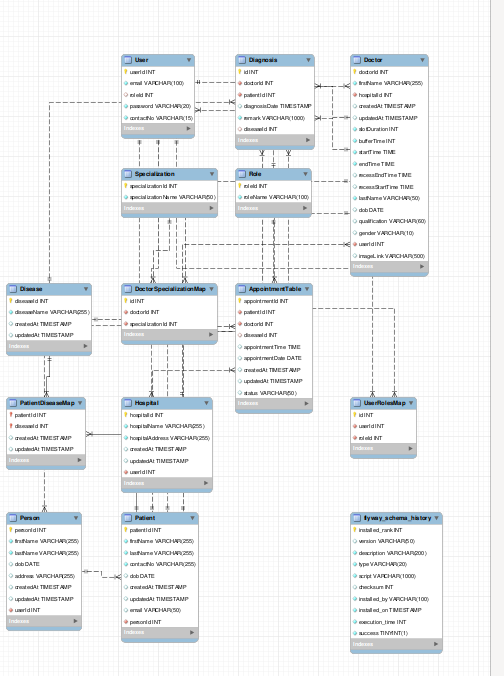 User
userId INT
email VARCHAR(100)
roleId INT
password VARCHAR(20)
contactNo VARCHAR(15)
Indexes
Diagnosis
id INT
doctorId INT
patientId INT
diagnosisDate TIMESTAMP
remark VARCHAR(1000)
diseaseId INT
Indexes
Doctor
doctorId INT
firstName VARCHAR(255)
hospitalId INT
createdAt TIMESTAMP
updatedAt TIMESTAMP
slotDuration INT
bufferTime INT
startTime TIME
endTime TIME
recessEndTime TIME
recessStartTime TIME
lastName VARCHAR(50)
dob DATE
qualification VARCHAR(60)
gender VARCHAR(10)
userId INT
imageLink VARCHAR(500)
Indexes
Specialization
specializationId INT
specializationName VARCHAR(50)
Indexes
Role
roleId INT
roleName VARCHAR(100)
Indexes
Disease
diseaseId INT
diseaseName VARCHAR(255)
createdAt TIMESTAMP
updatedAt TIMESTAMP
Indexes
DoctorSpecializationMap
id INT
doctorId INT
specializationId INT
Indexes
AppointmentTable
appointmentId INT
patientId INT
doctorId INT
diseaseId INT
appointmentTime TIME
appointmentDate DATE
createdAt TIMESTAMP
updatedAt TIMESTAMP
status VARCHAR(50)
Indexes
PatientDiseaseMap
patientId INT
diseaseId INT
createdAt TIMESTAMP
updatedAt TIMESTAMP
Indexes
Hospital
hospitalId INT
hospitalName VARCHAR(255)
hospitalAddress VARCHAR(255)
createdAt TIMESTAMP
updatedAt TIMESTAMP
userId INT
Indexes
UserRolesMap
id INT
userId INT
roleId INT
Indexes
Person
personId INT
firstName VARCHAR(255)
lastName VARCHAR(255)
dob DATE
address VARCHAR(255)
createdAt TIMESTAMP
updatedAt TIMESTAMP
userId INT
Indexes
Patient
patientId INT
firstName VARCHAR(255)
lastName VARCHAR(255)
contactNo VARCHAR(255)
dob DATE
createdAt TIMESTAMP
updatedAt TIMESTAMP
email VARCHAR(50)
personId INT
Indexes
flyway_schema_history
installed_rank INT
version VARCHAR(50)
description VARCHAR(200)
type VARCHAR(20)
script VARCHAR(1000)
checksum INT
installed_by VARCHAR(100)
installed_on TIMESTAMP
execution_time INT
success TINYINT(1)
Indexes